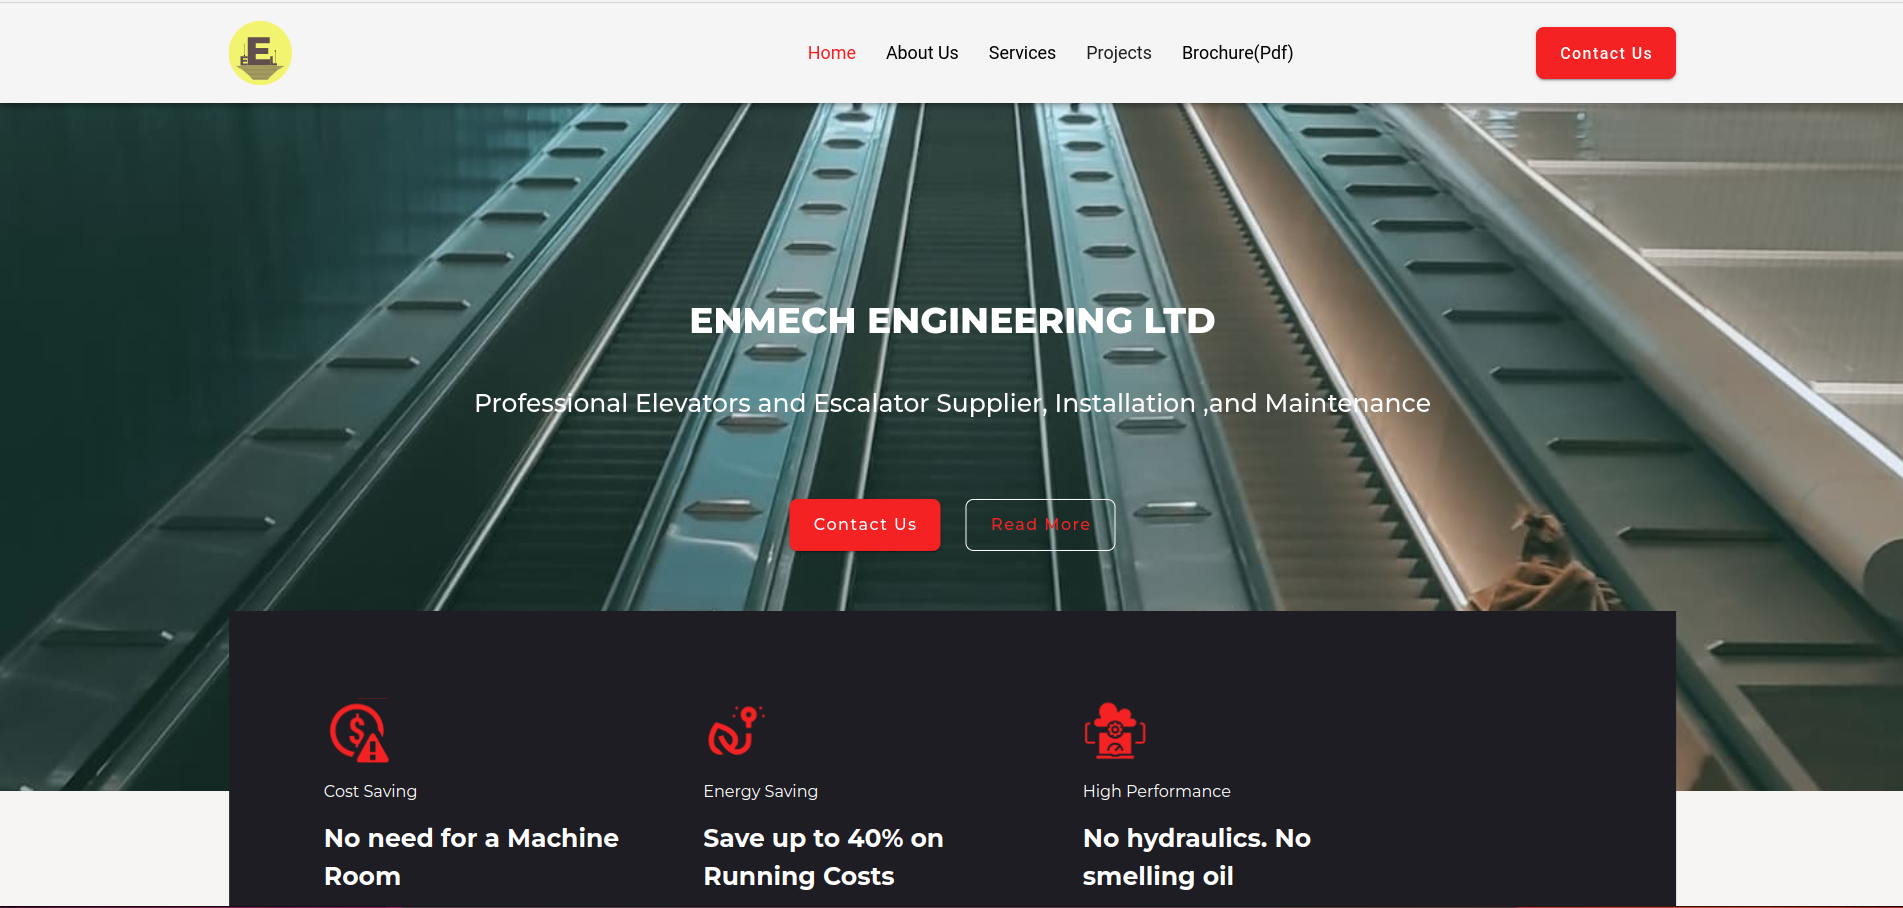 E
Home About Us Services Projects Brochure(Pdf) Contact Us
ENMECH ENGINEERING LTD
Professional Elevators and Escalator Supplier, Installation ,and Maintenance
Contact Us Read More
Cost Saving
No need for a Machine
Room
Energy Saving
Save up to 40% on
Running Costs
High Performance
No hydraulics. No
smelling oil